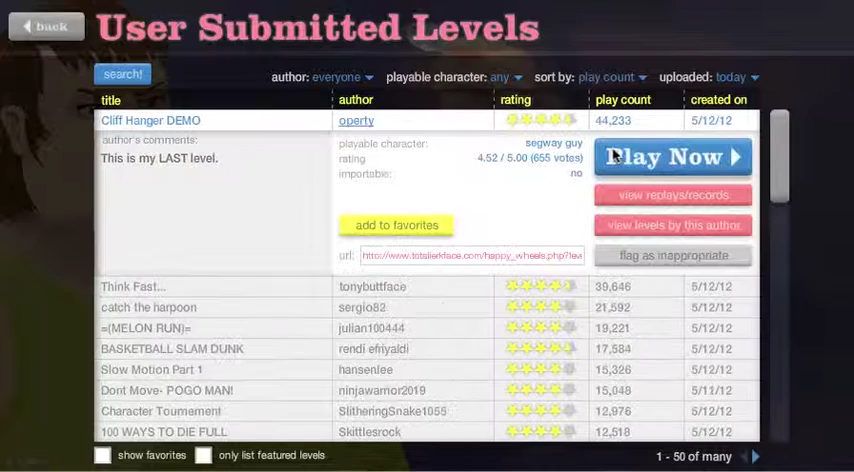 back
User Submitted Levels
search!
author: everyone playable character: any sort by: play count uploaded: today
title author rating play count created on
Cliff Hanger DEMO operty 44,233 5/12/12
author's comments:
This is my LAST level.
playable character: segway guy
rating 4.52 / 5.00 (655 votes)
importable: no
add to favorites
url: http://www.totaljerkface.com/happy_wheels.php?lev
Play Now
view replays/records
view levels by this author
flag as inappropriate
Think Fast... tonybuttface 39,646 5/12/12
catch the harpoon sergio82 21,592 5/12/12
=(MELON RUN)= julian100444 19,221 5/12/12
BASKETBALL SLAM DUNK rendi efriyaldi 17,584 5/12/12
Slow Motion Part 1 hansenlee 15,326 5/12/12
Dont Move- POGO MAN! ninjawarrior2019 15,048 5/11/12
Character Tournement SlitheringSnake1055 12,976 5/12/12
100 WAYS TO DIE FULL Skittlesrock 12,518 5/12/12
show favorites only list featured levels 1 - 50 of many